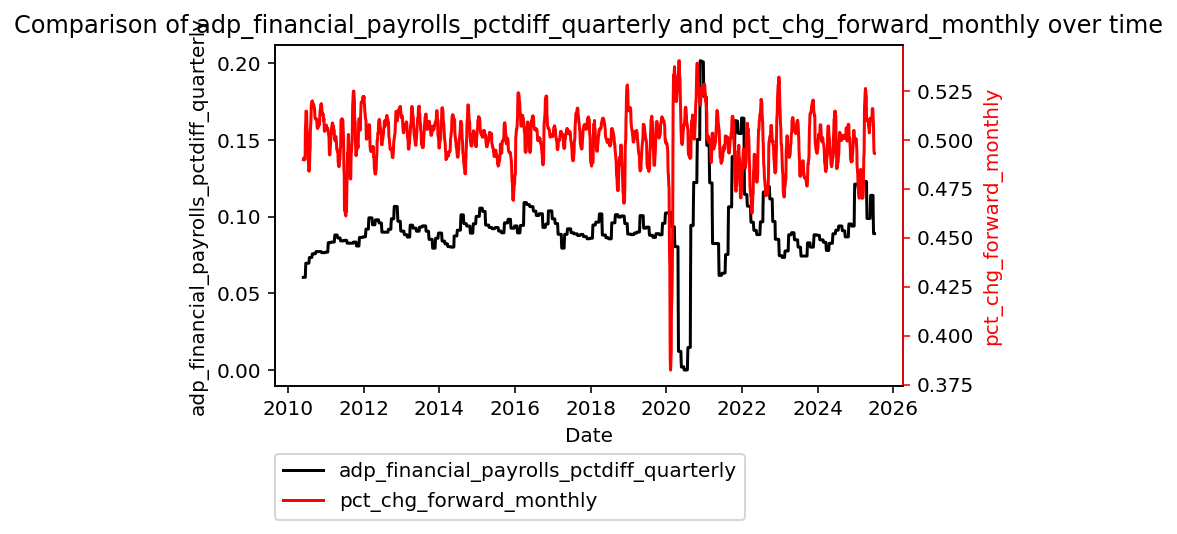 Comparison of adp_financial_payrolls_pctdiff_quarterly and pct_chg_forward_monthly over time
adp_financial_payrolls_pctdiff_quarterly
0.20
0.15
0.10
0.05
0.00
0.525
0.500
0.475
0.450
0.425
0.400
0.375
pct_chg_forward_monthly
2010 2012 2014 2016 2018 2020 2022 2024 2026
Date
adp_financial_payrolls_pctdiff_quarterly
pct_chg_forward_monthly